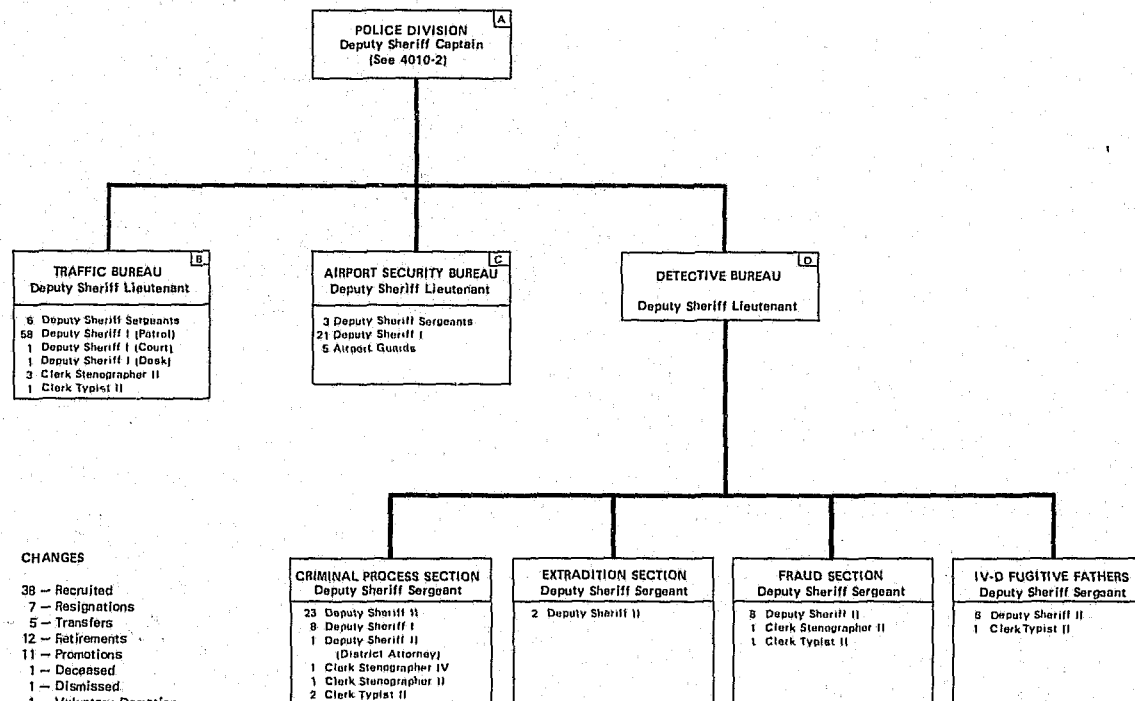 A
POLICE DIVISION
Deputy Sheriff Captain
(See 4010-2)
B
TRAFFIC BUREAU
Deputy Sheriff Lieutenant
6 Deputy Sheriff Sergeants
58 Deputy Sheriff I (Patrol)
1 Deputy Sheriff I (Court)
1 Deputy Sheriff I (Desk)
3 Clerk Stenographer II
1 Clerk Typist II
C
AIRPORT SECURITY BUREAU
Deputy Sheriff Lieutenant
3 Deputy Sheriff Sergeants
21 Deputy Sheriff I
5 Airport Guards
D
DETECTIVE BUREAU
Deputy Sheriff Lieutenant
CHANGES
38 — Recruited
7 — Resignations
5 — Transfers
12 — Retirements
11 — Promotions
1 — Deceased
1 — Dismissed
1 — Voluntary Demotion
CRIMINAL PROCESS SECTION
Deputy Sheriff Sergeant
23 Deputy Sheriff II
8 Deputy Sheriff I
1 Deputy Sheriff II
(District Attorney)
1 Clerk Stenographer IV
1 Clerk Stenographer II
2 Clerk Typist II
EXTRADITION SECTION
Deputy Sheriff Sergeant
2 Deputy Sheriff II
FRAUD SECTION
Deputy Sheriff Sergeant
Deputy Sheriff II
1 Clerk Stenographer II
1 Clerk Typist II
IV-D FUGITIVE FATHERS
Deputy Sheriff Sergeant
6 Deputy Sheriff II
1 Clerk Typist II